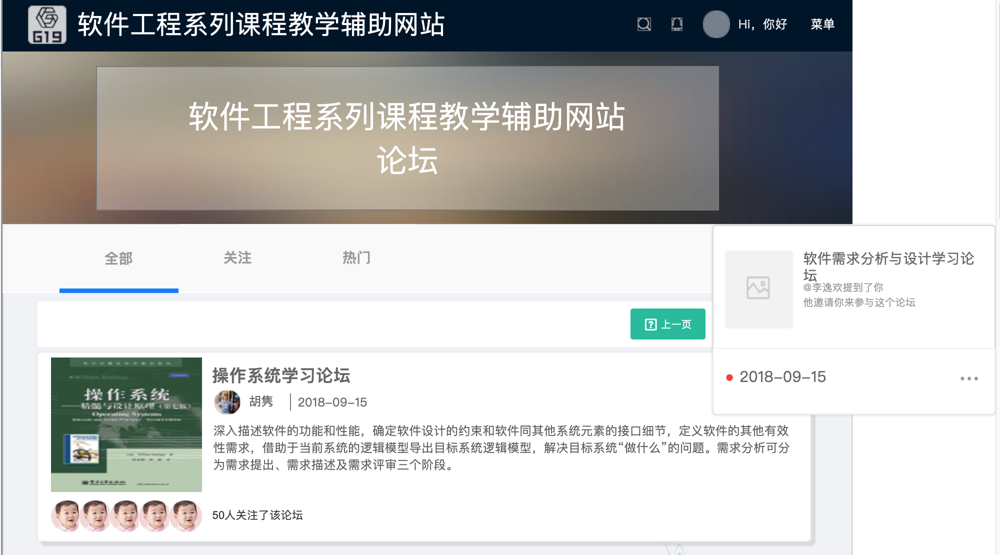 G19
软件工程系列课程教学辅助网站
Hi，你好
菜单
软件工程系列课程教学辅助网站
论坛
全部
关注
热门
上一页
软件需求分析与设计学习论
坛
@李逸欢提到了你
他邀请你来参与这个论坛
2018-09-15
操作系统学习论坛
胡隽
2018-09-15
深入描述软件的功能和性能，确定软件设计的约束和软件同其他系统元素的接口细节，定义软件的其他有效
性需求，借助于当前系统的逻辑模型导出目标系统逻辑模型，解决目标系统“做什么”的问题。需求分析可分
为需求提出、需求描述及需求评审三个阶段。
William Stallings
操作系统
——精髓与设计原理（第七版）
Operating Systems
Internals and Design Principles Seventh Edition
50人关注了该论坛